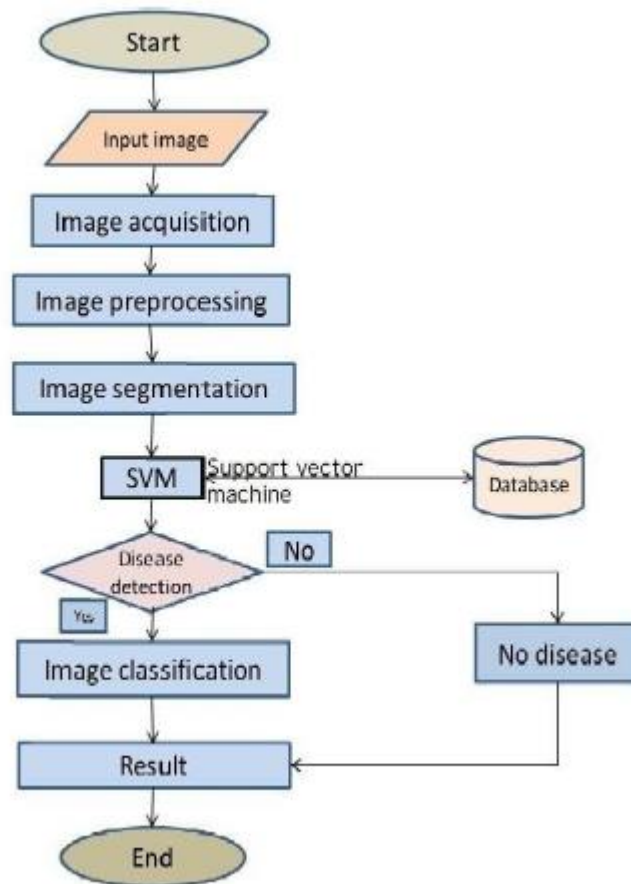 Start
Input image
Image acquisition
Image preprocessing
Image segmentation
SVM
Support vector
machine
Database
Disease
detection
No
Yes
No disease
Image classification
Result
End